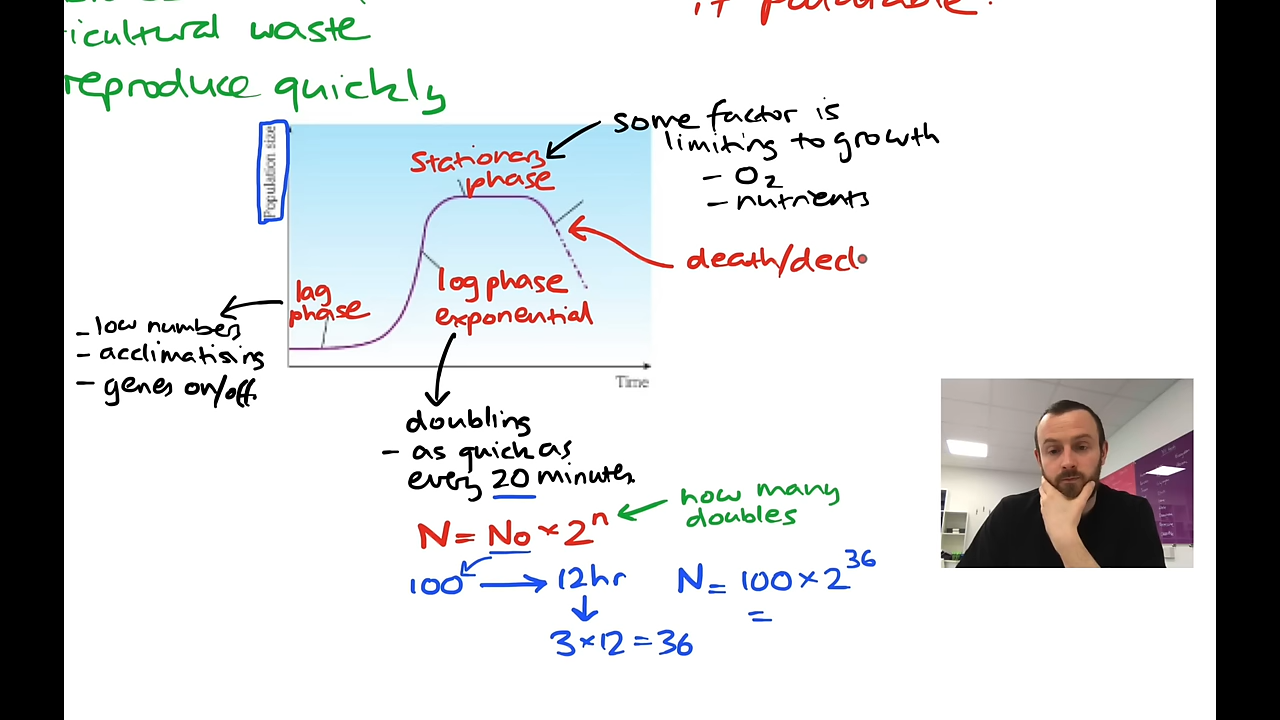 icultural waste
reproduce quickly
if palatable?
Population size
Stationary
phase
some factor is
limiting to growth
- O2
- nutrients
death/decl
lag
phase
log phase
exponential
- low numbers
- acclimatising
- genes on/off.
Time
doubling
- as quick as
every 20 minutes.
how many
doubles
N = No × 2^n
100 → 12hr
N = 100 × 2^36
=
3 × 12 = 36